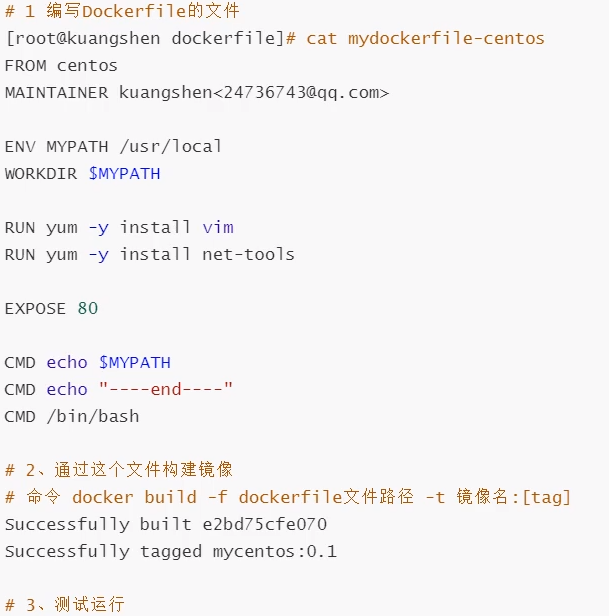 # 1 编写Dockerfile的文件
[root@kuangshen dockerfile]# cat mydockerfile-centos
FROM centos
MAINTAINER kuangshen<24736743@qq.com>
ENV MYPATH /usr/local
WORKDIR $MYPATH
RUN yum -y install vim
RUN yum -y install net-tools
EXPOSE 80
CMD echo $MYPATH
CMD echo "----end----"
CMD /bin/bash
# 2、通过这个文件构建镜像
# 命令 docker build -f dockerfile文件路径 -t 镜像名:[tag]
Successfully built e2bd75cfe070
Successfully tagged mycentos:0.1
# 3、测试运行